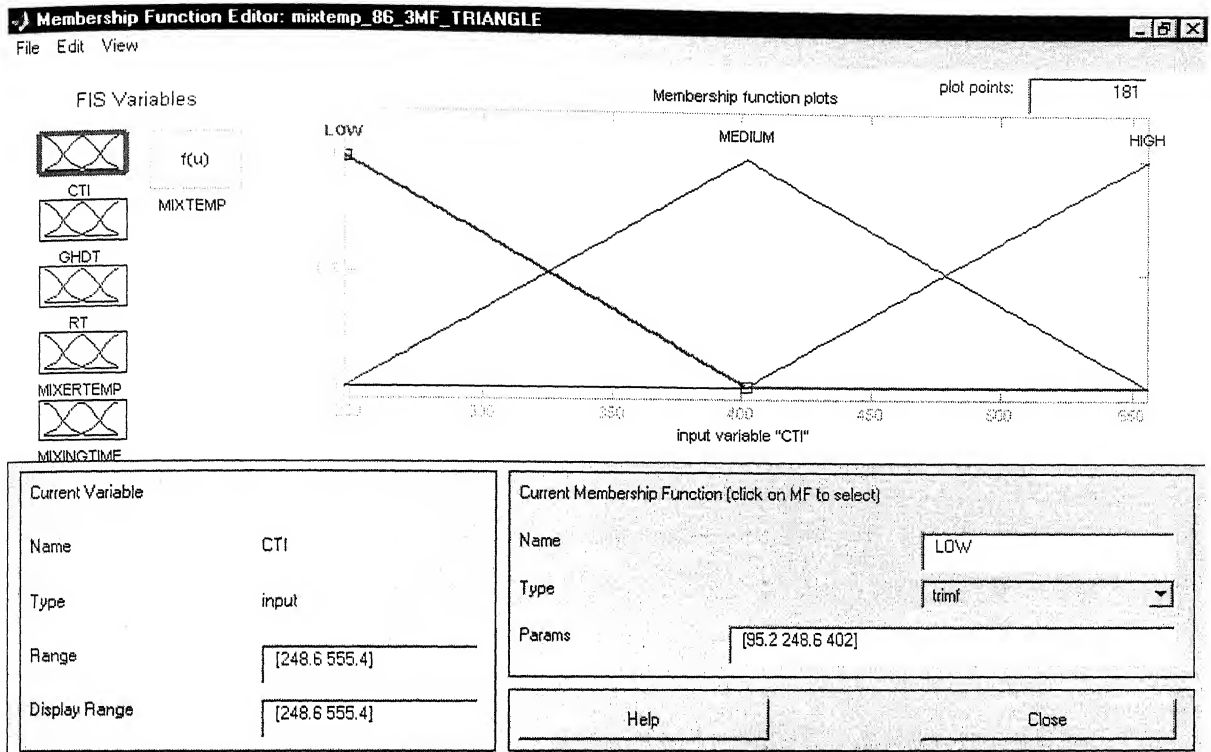 Membership Function Editor: mixtemp_86_3MF_TRIANGLE
File Edit View
FIS Variables
CTI
GHDT
RT
MIXERTEMP
MIXINGTIME
f(u)
MIXTEMP
Membership function plots
plot points:
181
LOW
MEDIUM
HIGH
300
350
400
450
500
550
input variable "CTI"
Current Variable
Name
CTI
Type
input
Range
[248.6 555.4]
Display Range
[248.6 555.4]
Current Membership Function (click on MF to select)
Name
LOW
Type
trimf
Params
[95.2 248.6 402]
Help
Close